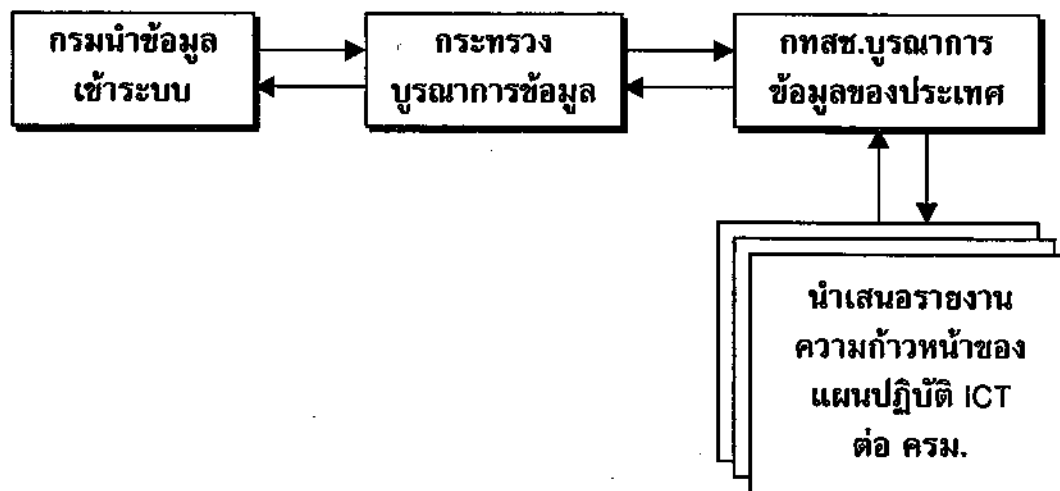 กรมนำข้อมูล
เข้าระบบ
กระทรวง
บูรณาการข้อมูล
กทสช.บูรณาการ
ข้อมูลของประเทศ
นำเสนอรายงาน
ความก้าวหน้าของ
แผนปฏิบัติ ICT
ต่อ ครม.